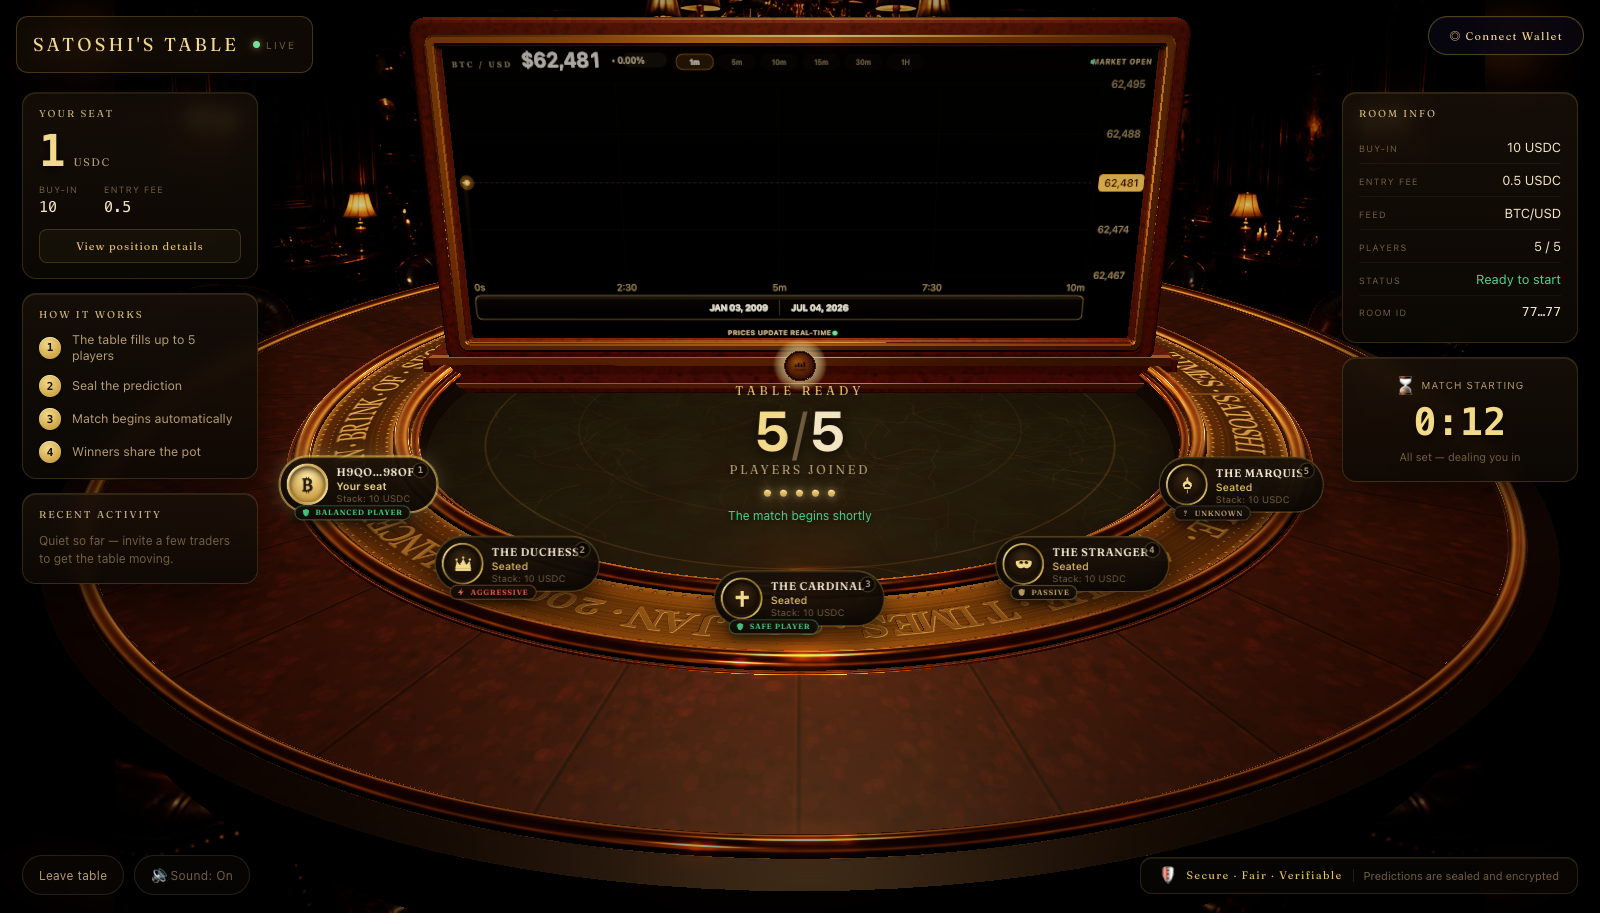 SATOSHI'S TABLE
LIVE
Connect Wallet
YOUR SEAT
1 USDC
BUY-IN ENTRY FEE
10 0.5
View position details
HOW IT WORKS
1 The table fills up to 5 players
2 Seal the prediction
3 Match begins automatically
4 Winners share the pot
RECENT ACTIVITY
Quiet so far — invite a few traders
to get the table moving.
BTC / USD $62,481 • 0.00% 1m 5m 10m 15m 30m 1H MARKET OPEN
62,495
62,488
62,481
62,474
62,467
0s 2:30 5m 7:30 10m
JAN 03, 2009 JUL 04, 2026
PRICES UPDATE REAL-TIME
TABLE READY
5/5
PLAYERS JOINED
The match begins shortly
BRINK · OF
TIMES · SATOSHI
TIMES
JAN
H9QO...98OF 1
Your seat
Stack: 10 USDC
BALANCED PLAYER
THE DUCHESS 2
Seated
Stack: 10 USDC
AGGRESSIVE
THE CARDINAL 3
Seated
Stack: 10 USDC
SAFE PLAYER
THE STRANGER 4
Seated
Stack: 10 USDC
PASSIVE
THE MARQUIS 5
Seated
Stack: 10 USDC
? UNKNOWN
ROOM INFO
BUY-IN 10 USDC
ENTRY FEE 0.5 USDC
FEED BTC/USD
PLAYERS 5 / 5
STATUS Ready to start
ROOM ID 77…77
MATCH STARTING
0:12
All set — dealing you in
Leave table
Sound: On
Secure · Fair · Verifiable
Predictions are sealed and encrypted